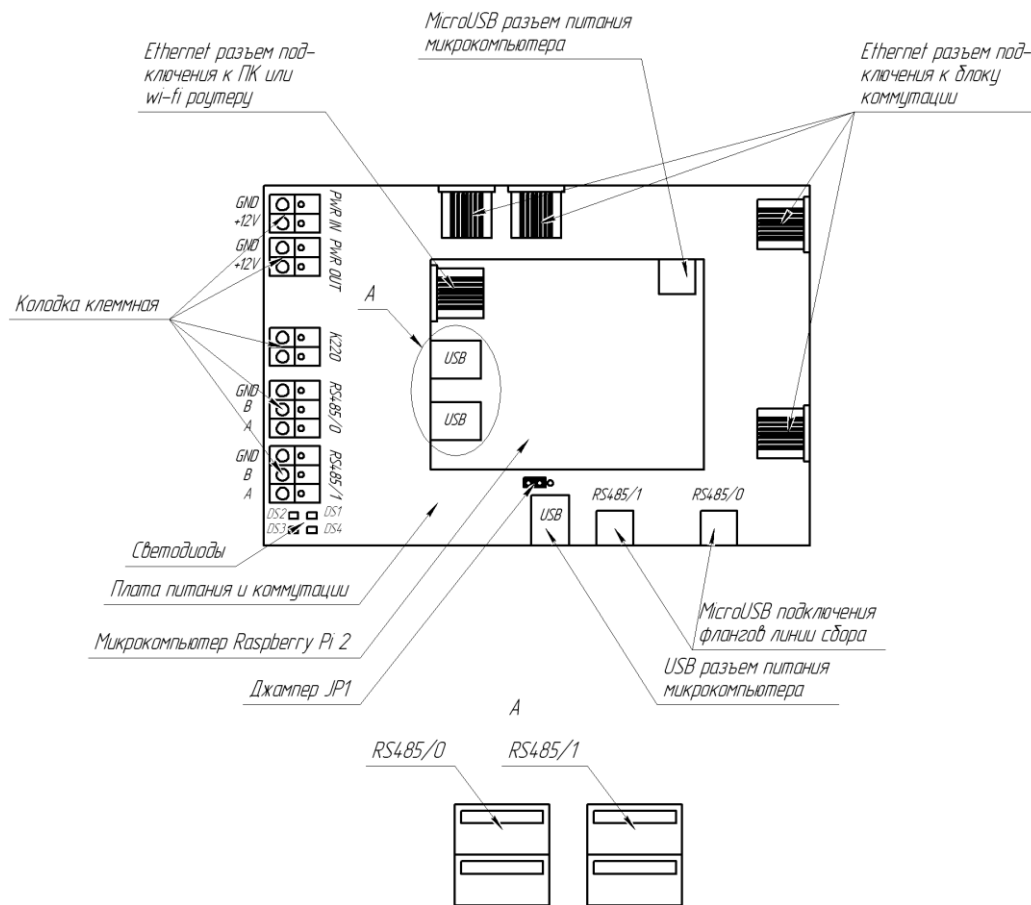 MicroUSB разъем питания
микрокомпьютера
Ethernet разъем под-
ключения к ПК или
wi-fi роутеру
Ethernet разъем под-
ключения к блоку
коммутации
GND
+12V
PWR IN
GND
+12V
PWR OUT
Колодка клеммная
А
К220
USB
USB
GND
B
A
RS485/0
GND
B
A
RS485/1
DS2
DS1
DS3
DS4
USB
RS485/1
RS485/0
Светодиоды
Плата питания и коммутации
Микрокомпьютер Raspberry Pi 2
Джампер JP1
MicroUSB подключения
флангов линии сбора
USB разъем питания
микрокомпьютера
А
RS485/0
RS485/1